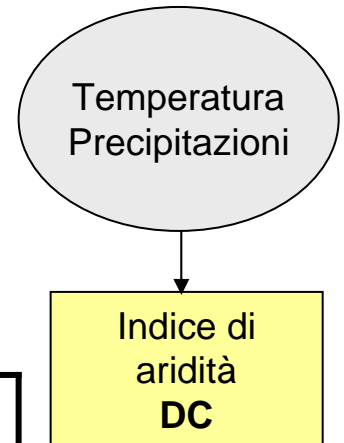 Temperatura
Precipitazioni
Indice di
aridità
DC